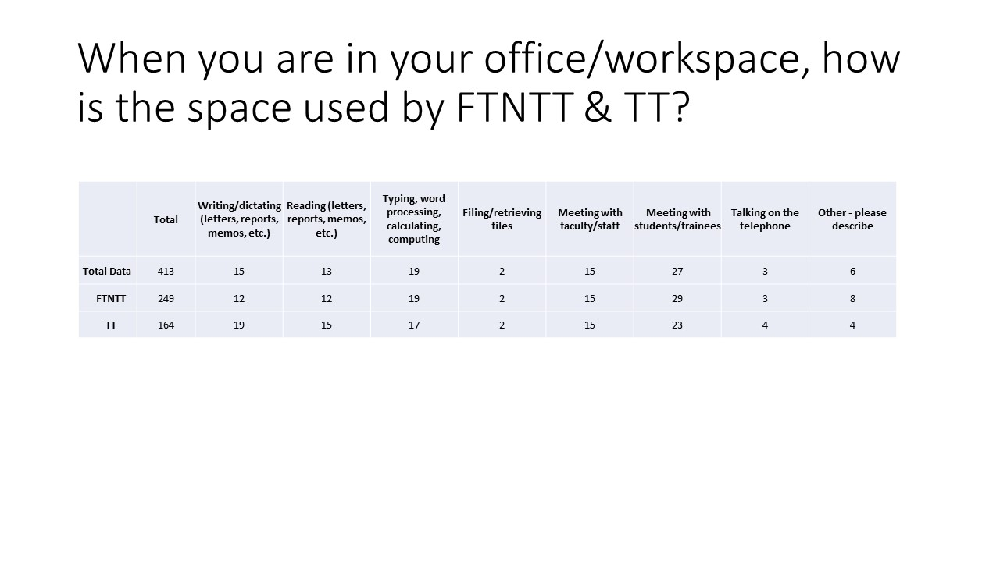 When you are in your office/workspace, how
is the space used by FTNTT & TT?
Total
Writing/dictating
(letters, reports,
memos, etc.)
Reading (letters,
reports, memos,
etc.)
Typing, word
processing,
calculating,
computing
Filing/retrieving
files
Meeting with
faculty/staff
Meeting with
students/trainees
Talking on the
telephone
Other - please
describe
Total Data 413 15 13 19 2 15 27 3 6
FTNTT 249 12 12 19 2 15 29 3 8
TT 164 19 15 17 2 15 23 4 4